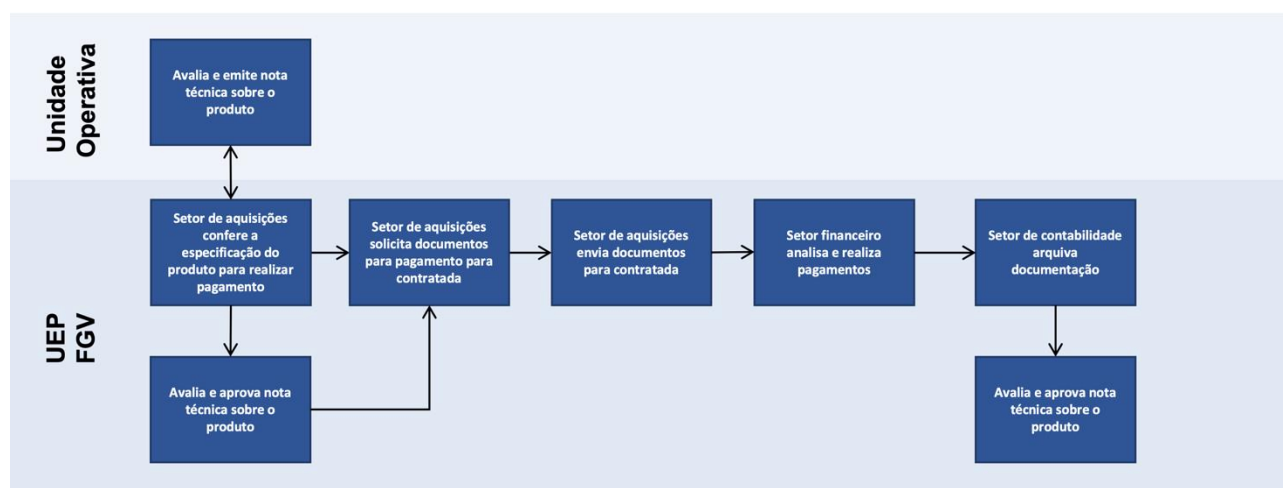 Unidade
Operativa
Avalia e emite nota
técnica sobre o
produto
UEP
FGV
Setor de aquisições
confere a
especificação do
produto para realizar
pagamento
Setor de aquisições
solicita documentos
para pagamento para
contratada
Setor de aquisições
envia documentos
para contratada
Setor financeiro
analisa e realiza
pagamentos
Setor de contabilidade
arquiva
documentação
Avalia e aprova nota
técnica sobre o
produto
Avalia e aprova nota
técnica sobre o
produto